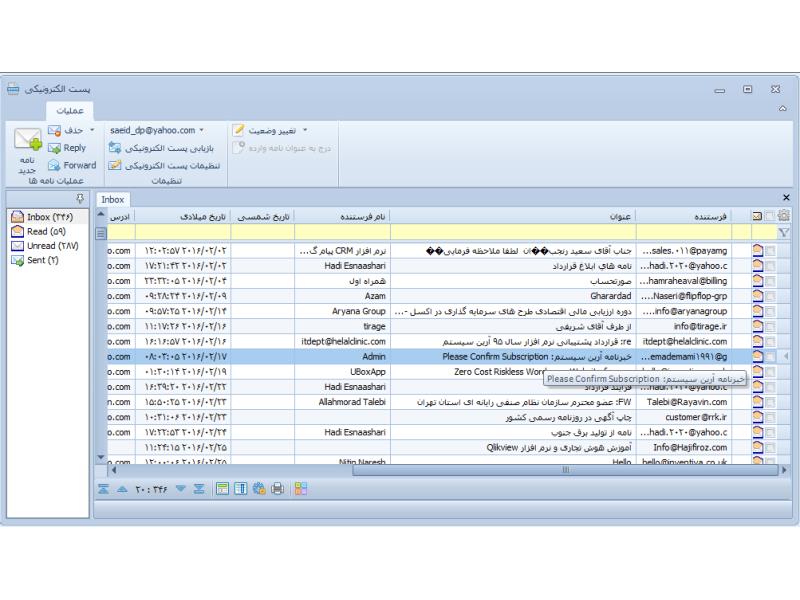 پست الکترونیکی
عملیات
حذف
Reply
Forward
نامه جدید
عملیات نامه ها
saeid_dp@yahoo.com
بازیابی پست الکترونیکی
تنظیمات پست الکترونیکی
تنظیمات
تغییر وضعیت
درج به عنوان نامه وارده
Inbox (۳۴۶)
Read (۵۹)
Unread (۲۸۷)
Sent (۲)
Inbox
فرستنده عنوان نام فرستنده تاریخ شمسی تاریخ میلادی ادرس
...sales.۰۱۱@payamg جناب آقای سعید رنجب��ان لطفا ملاحظه فرمایی�� نرم افزار CRM پیام گ... ۲۰۱۶/۰۲/۰۲ ۱۲:۰۲:۵۷ o.com
...hadi.۲۰۲۰@yahoo.c نامه های ابلاغ قرارداد Hadi Esnaashari ۲۰۱۶/۰۲/۰۳ ۱۷:۲۱:۴۲ o.com
...hamraheaval@billing صورتحساب همراه اول ۲۰۱۶/۰۲/۰۴ ۲۳:۳۲:۰۵ o.com
...Naseri@flipflop-grp Gharardad Azam ۲۰۱۶/۰۲/۰۹ ۰۹:۲۸:۲۴ o.com
...info@aryanagroup دوره ارزیابی مالی اقتصادی طرح های سرمایه گذاری در اکسل -... Aryana Group ۲۰۱۶/۰۲/۱۴ ۰۹:۵۷:۲۵ o.com
info@tirage.ir از طرف آقای شریفی tirage ۲۰۱۶/۰۲/۱۶ ۱۱:۱۷:۲۶ o.com
itdept@helalclinic.com re: قرارداد پشتیبانی نرم افزار سال ۹۵ آرین سیستم itdept@helalclinic.com ۲۰۱۶/۰۲/۱۶ ۱۶:۱۶:۵۷ o.com
...emademami۱۹۹۱@g خبرنامه آرین سیستم: Please Confirm Subscription Admin ۲۰۱۶/۰۲/۱۷ ۰۸:۰۳:۰۵ o.com
Zero Cost Riskless UBoxApp ۲۰۱۶/۰۲/۱۹ ۰۱:۳۰:۱۴ o.com
خبرنامه آرین سیستم: Please Confirm Subscription
...hadi.۲۰۲۰@yahoo.c فرایند قرارداد Hadi Esnaashari ۲۰۱۶/۰۲/۲۲ ۱۶:۳۹:۲۰ o.com
Talebi@Rayavin.com FW: عضو محترم سازمان نظام صنفی رایانه ای استان تهران Allahmorad Talebi ۲۰۱۶/۰۲/۲۳ ۱۵:۵۰:۲۵ n.com
customer@rrk.ir چاپ آگهی در روزنامه رسمی کشور ۲۰۱۶/۰۲/۲۳ ۱۰:۳۱:۰۶ o.com
...hadi.۲۰۲۰@yahoo.c نامه از تولید برق جنوب Hadi Esnaashari ۲۰۱۶/۰۲/۲۴ ۱۷:۲۲:۵۳ o.com
Info@Hajifiroz.com آموزش هوش تجاری و نرم افزار Qlikview ۲۰۱۶/۰۲/۲۵ ۱۱:۲۴:۱۵ o.com
hello@inventiva.co.uk Hello Nitin Naresh ۲۰۱۶/۰۲/۲۵ ۱۲:۰۰:۰۶ o.com
۲۰ : ۳۴۶